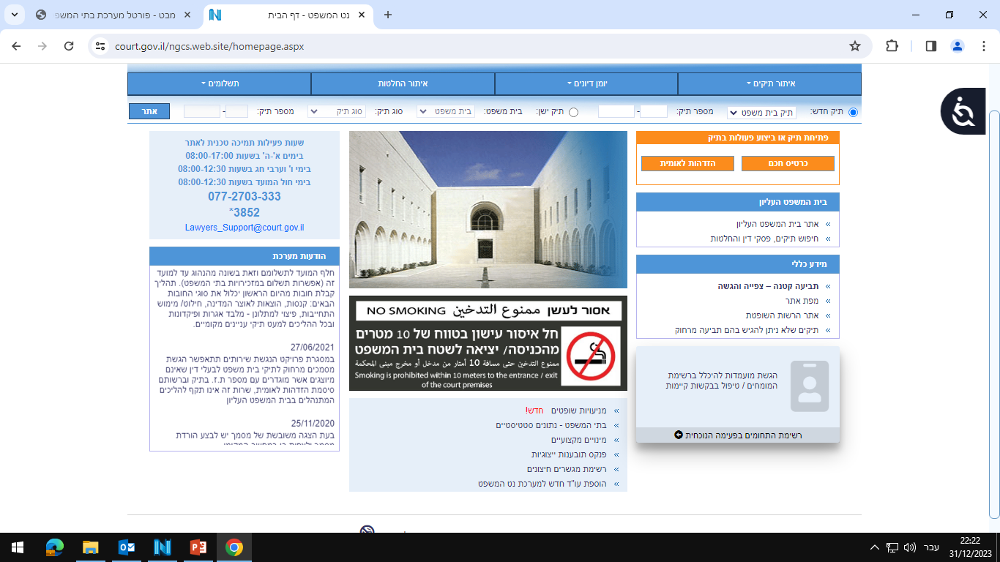 מבט - פורטל מערכת בתי המשפ
נט המשפט - דף הבית
court.gov.il/ngcs.web.site/homepage.aspx
איתור תיקים
יומן דיונים
איתור החלטות
תשלומים
תיק חדש: תיק בית משפט מספר תיק: - תיק ישן: בית משפט: בית משפט סוג תיק: סוג תיק מספר תיק: - אתר
פתיחת תיק או ביצוע פעולות בתיק
כרטיס חכם
הזדהות לאומית
בית המשפט העליון
» אתר בית המשפט העליון
» חיפוש תיקים, פסקי דין והחלטות
מידע כללי
» תביעה קטנה – צפייה והגשה
» מפת אתר
» אתר הרשות השופטת
» תיקים שלא ניתן להגיש בהם תביעה מרחוק
הגשת מועמדות להיכלל ברשימת
המומחים / טיפול בבקשות קיימות
רשימת התחומים בפעימה הנוכחית
אסור לעשן ممنوع التدخين NO SMOKING
חל איסור עישון בטווח של 10 מטרים
מהכניסה/ יציאה לשטח בית המשפט
ممنوع التدخين حتى مسافة 10 أمتار من مدخل أو مخرج مبنى المحكمة
Smoking is prohibited within 10 meters to the entrance / exit
of the court premises
» מניעויות שופטים חדש!
» בתי המשפט - נתונים סטטיסטיים
» מינויים מקצועיים
» פנקס תובענות ייצוגיות
» רשימת מגשרים חיצונים
» הוספת עו"ד חדש למערכת נט המשפט
שעות פעילות תמיכה טכנית לאתר
בימים א'-ה' בשעות 08:00-17:00
בימי ו' וערבי חג בשעות 08:00-12:30
בימי חול המועד בשעות 08:00-12:30
077-2703-333
*3852
Lawyers_Support@court.gov.il
הודעות מערכת
חלף המועד לתשלומם וזאת בשונה מהנהוג עד למועד
זה (אפשרות תשלום במזכירויות בתי המשפט). תהליך
קבלת חובות מהיום הראשון יכלול את סוגי החובות
הבאים: קנסות, הוצאות לאוצר המדינה, חילוט/ מימוש
התחייבות, פיצוי למתלונן - מלבד אגרות ופיקדונות
ובכל ההליכים למעט תיקי עניינים מקומיים.
27/06/2021
במסגרת פרויקט הנגשת שירותים תתאפשר הגשת
מסמכים מרחוק לתיקי בית משפט לבעלי דין שאינם
מיוצגים אשר מוגדרים עם מספר ת.ז. בתיק וברשותם
סיסמת הזדהות לאומית, שרות זה אינו תקף להליכים
המתנהלים בבית המשפט העליון
25/11/2020
בעת הצגה משובשת של מסמך יש לבצע הורדת
עבר
22:22
31/12/2023